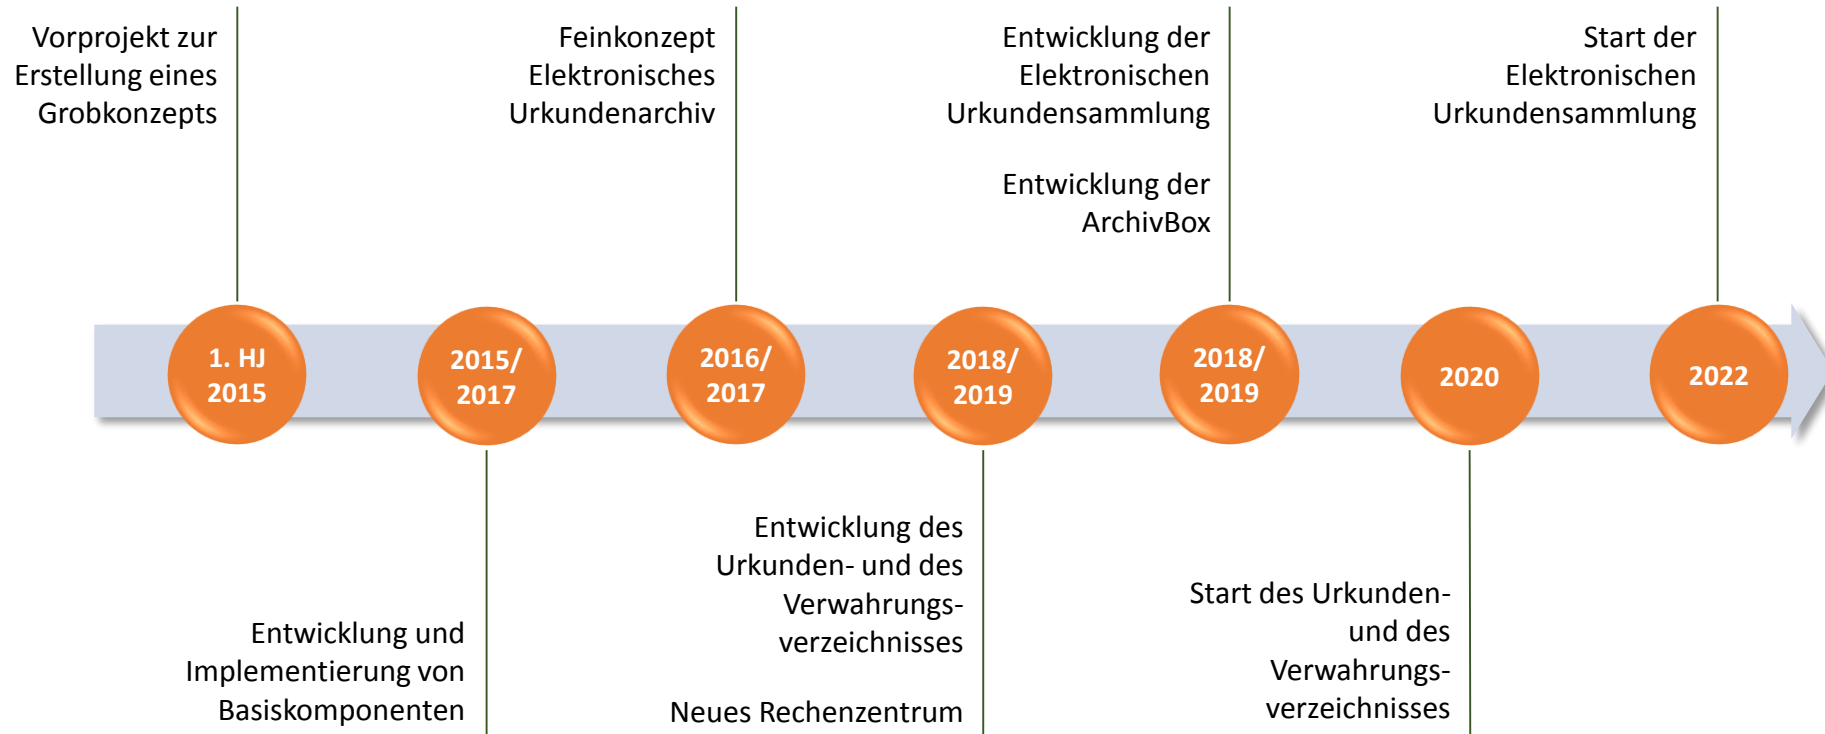 Vorprojekt zur
Erstellung eines
Grobkonzepts
Feinkonzept
Elektronisches
Urkundenarchiv
Entwicklung der
Elektronischen
Urkundensammlung
Entwicklung der
ArchivBox
Start der
Elektronischen
Urkundensammlung
1. HJ
2015
2015/
2017
2016/
2017
2018/
2019
2018/
2019
2020
2022
Entwicklung und
Implementierung von
Basiskomponenten
Entwicklung des
Urkunden- und des
Verwahrungs-
verzeichnisses
Neues Rechenzentrum
Start des Urkunden-
und des
Verwahrungs-
verzeichnisses